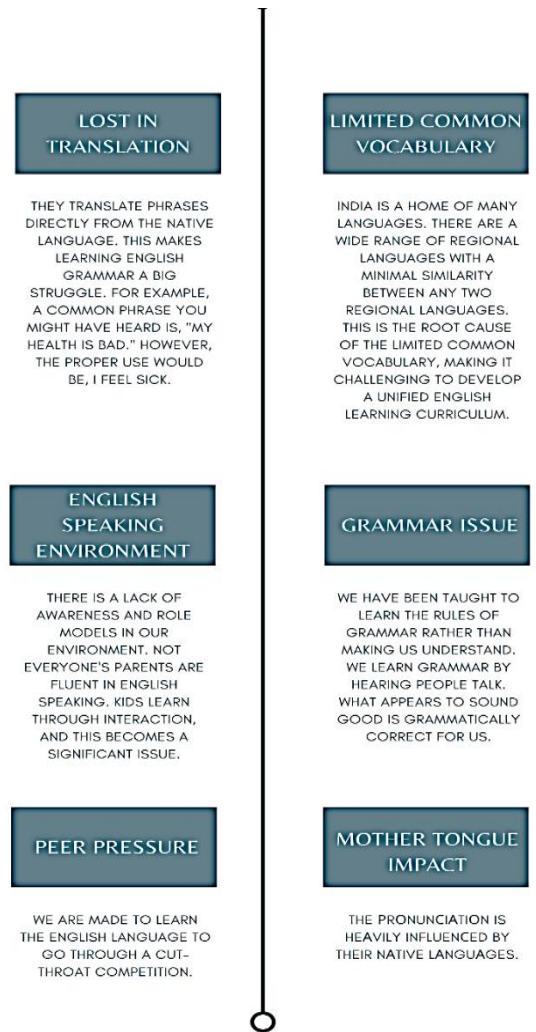 LOST IN
TRANSLATION
THEY TRANSLATE PHRASES
DIRECTLY FROM THE NATIVE
LANGUAGE. THIS MAKES
LEARNING ENGLISH
GRAMMAR A BIG
STRUGGLE. FOR EXAMPLE,
A COMMON PHRASE YOU
MIGHT HAVE HEARD IS, "MY
HEALTH IS BAD." HOWEVER,
THE PROPER USE WOULD
BE, I FEEL SICK.
LIMITED COMMON
VOCABULARY
INDIA IS A HOME OF MANY
LANGUAGES. THERE ARE A
WIDE RANGE OF REGIONAL
LANGUAGES WITH A
MINIMAL SIMILARITY
BETWEEN ANY TWO
REGIONAL LANGUAGES.
THIS IS THE ROOT CAUSE
OF THE LIMITED COMMON
VOCABULARY, MAKING IT
CHALLENGING TO DEVELOP
A UNIFIED ENGLISH
LEARNING CURRICULUM.
ENGLISH
SPEAKING
ENVIRONMENT
THERE IS A LACK OF
AWARENESS AND ROLE
MODELS IN OUR
ENVIRONMENT. NOT
EVERYONE'S PARENTS ARE
FLUENT IN ENGLISH
SPEAKING. KIDS LEARN
THROUGH INTERACTION,
AND THIS BECOMES A
SIGNIFICANT ISSUE.
GRAMMAR ISSUE
WE HAVE BEEN TAUGHT TO
LEARN THE RULES OF
GRAMMAR RATHER THAN
MAKING US UNDERSTAND.
WE LEARN GRAMMAR BY
HEARING PEOPLE TALK.
WHAT APPEARS TO SOUND
GOOD IS GRAMMATICALLY
CORRECT FOR US.
PEER PRESSURE
WE ARE MADE TO LEARN
THE ENGLISH LANGUAGE TO
GO THROUGH A CUT-
THROAT COMPETITION.
MOTHER TONGUE
IMPACT
THE PRONUNCIATION IS
HEAVILY INFLUENCED BY
THEIR NATIVE LANGUAGES.